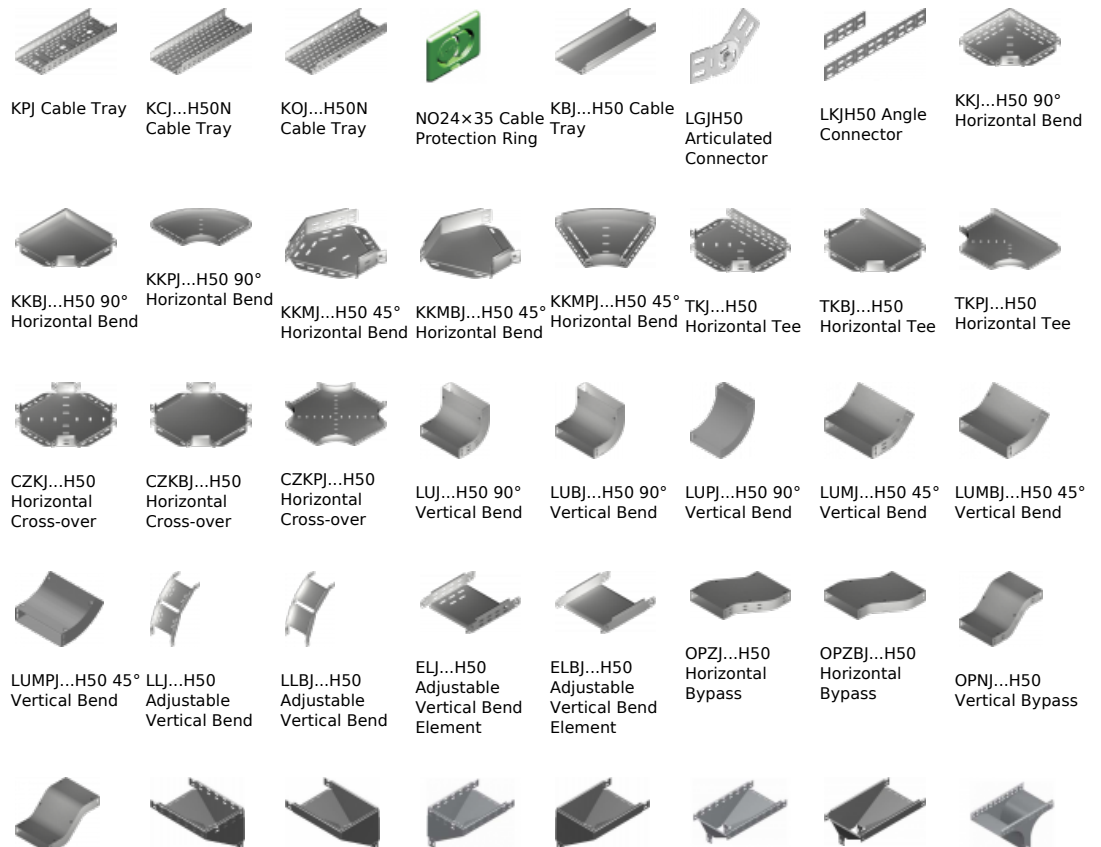 KPJ Cable Tray
KCJ...H50N
Cable Tray
KOJ...H50N
Cable Tray
NO24×35 Cable
Protection Ring
KBJ...H50 Cable
Tray
LGJH50
Articulated
Connector
LKJH50 Angle
Connector
KKJ...H50 90°
Horizontal Bend
KKBJ...H50 90°
Horizontal Bend
KKPJ...H50 90°
Horizontal Bend
KKMJ...H50 45°
Horizontal Bend
KKMBJ...H50 45°
Horizontal Bend
KKMPJ...H50 45°
Horizontal Bend
TKJ...H50
Horizontal Tee
TKBJ...H50
Horizontal Tee
TKPJ...H50
Horizontal Tee
CZKJ...H50
Horizontal
Cross-over
CZKBJ...H50
Horizontal
Cross-over
CZKPJ...H50
Horizontal
Cross-over
LUJ...H50 90°
Vertical Bend
LUBJ...H50 90°
Vertical Bend
LUPJ...H50 90°
Vertical Bend
LUMJ...H50 45°
Vertical Bend
LUMBJ...H50 45°
Vertical Bend
LUMPJ...H50 45°
Vertical Bend
LLJ...H50
Adjustable
Vertical Bend
LLBJ...H50
Adjustable
Vertical Bend
ELJ...H50
Adjustable
Vertical Bend
Element
ELBJ...H50
Adjustable
Vertical Bend
Element
OPZJ...H50
Horizontal
Bypass
OPZBJ...H50
Horizontal
Bypass
OPNJ...H50
Vertical Bypass